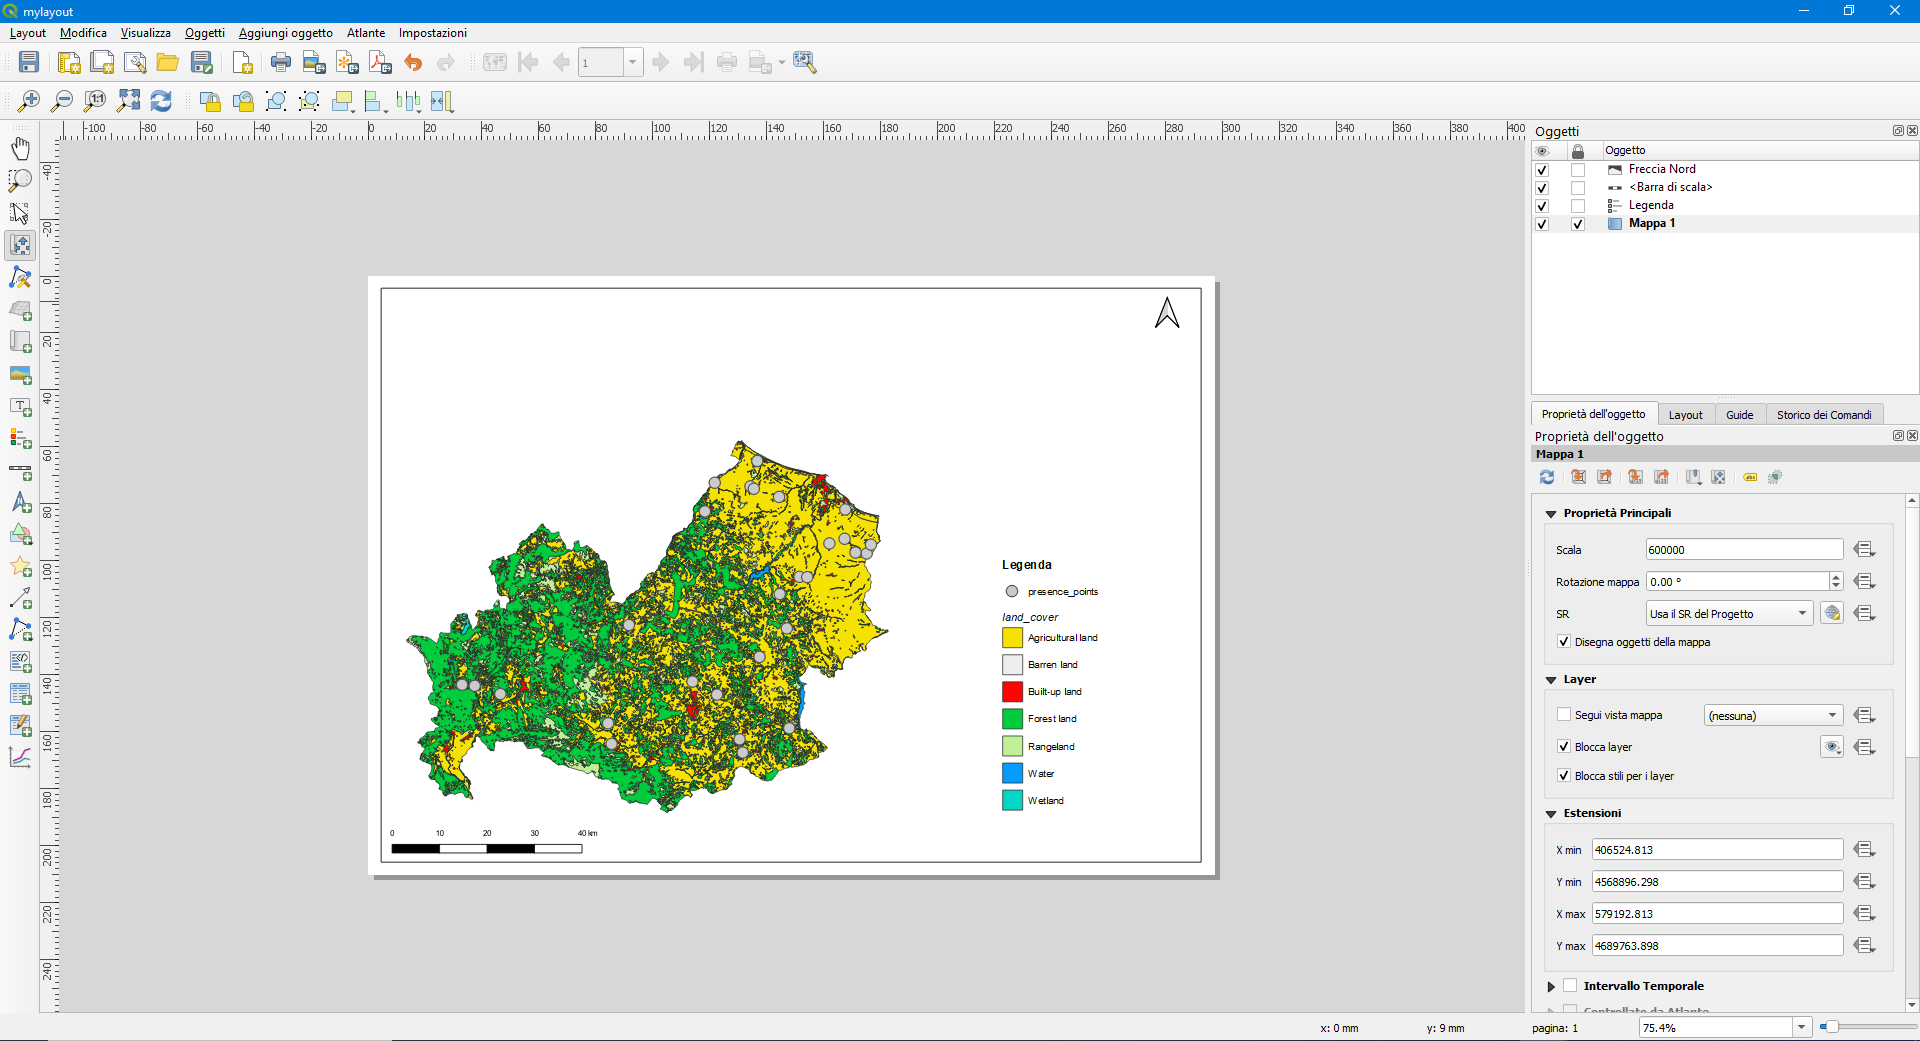 mylayout
Layout Modifica Visualizza Oggetti Aggiungi oggetto Atlante Impostazioni
1
-100 -80 -60 -40 -20 0 20 40 60 80 100 120 140 160 180 200 220 240 260 280 300 320 340 360 380 400
-40
-20
0
20
40
60
80
100
120
140
160
180
200
220
240
Legenda
presence_points
land_cover
Agricultural land
Barren land
Built-up land
Forest land
Rangeland
Water
Wetland
0 10 20 30 40 km
Oggetti
Oggetto
Freccia Nord
<Barra di scala>
Legenda
Mappa 1
Proprietà dell'oggetto Layout Guide Storico dei Comandi
Proprietà dell'oggetto
Mappa 1
Proprietà Principali
Scala 600000
Rotazione mappa 0.00 °
SR Usa il SR del Progetto
Disegna oggetti della mappa
Layer
Segui vista mappa (nessuna)
Blocca layer
Blocca stili per i layer
Estensioni
X min 406524.813
Y min 4568896.298
X max 579192.813
Y max 4689763.898
Intervallo Temporale
Controllato da Atlante
x: 0 mm y: 9 mm pagina: 1 75.4%